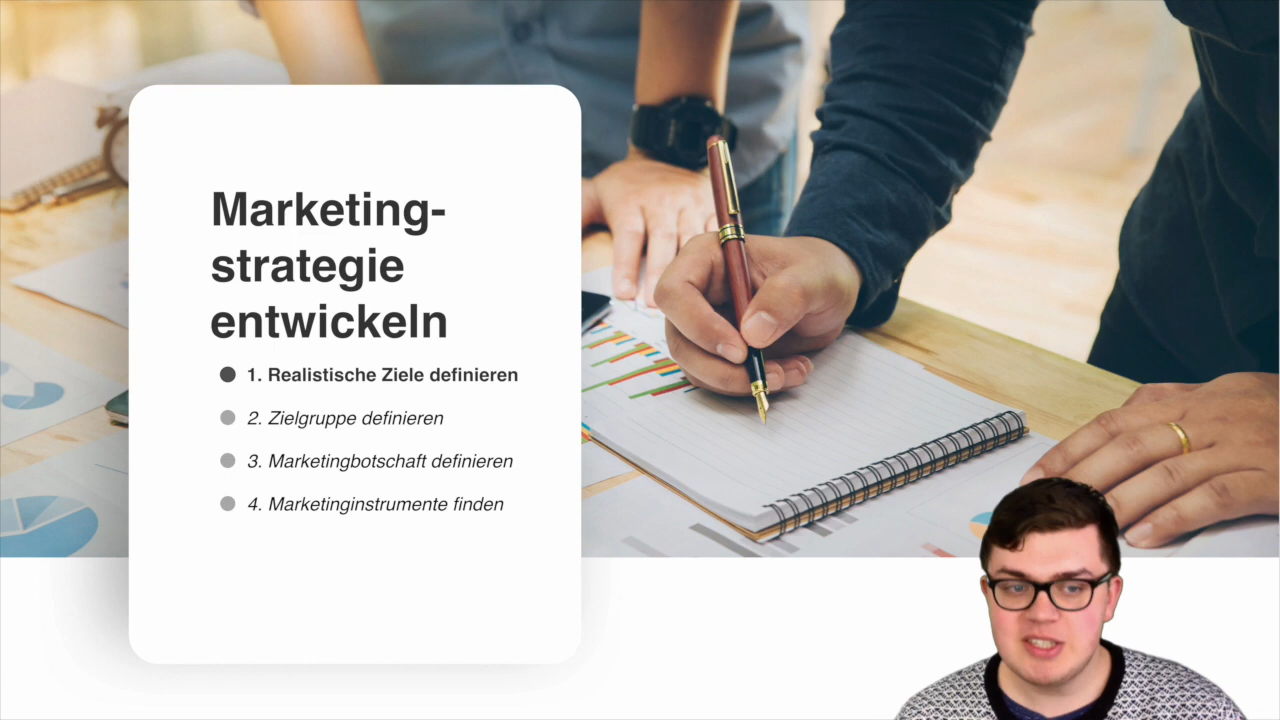 Marketing-
strategie
entwickeln
1. Realistische Ziele definieren
2. Zielgruppe definieren
3. Marketingbotschaft definieren
4. Marketinginstrumente finden